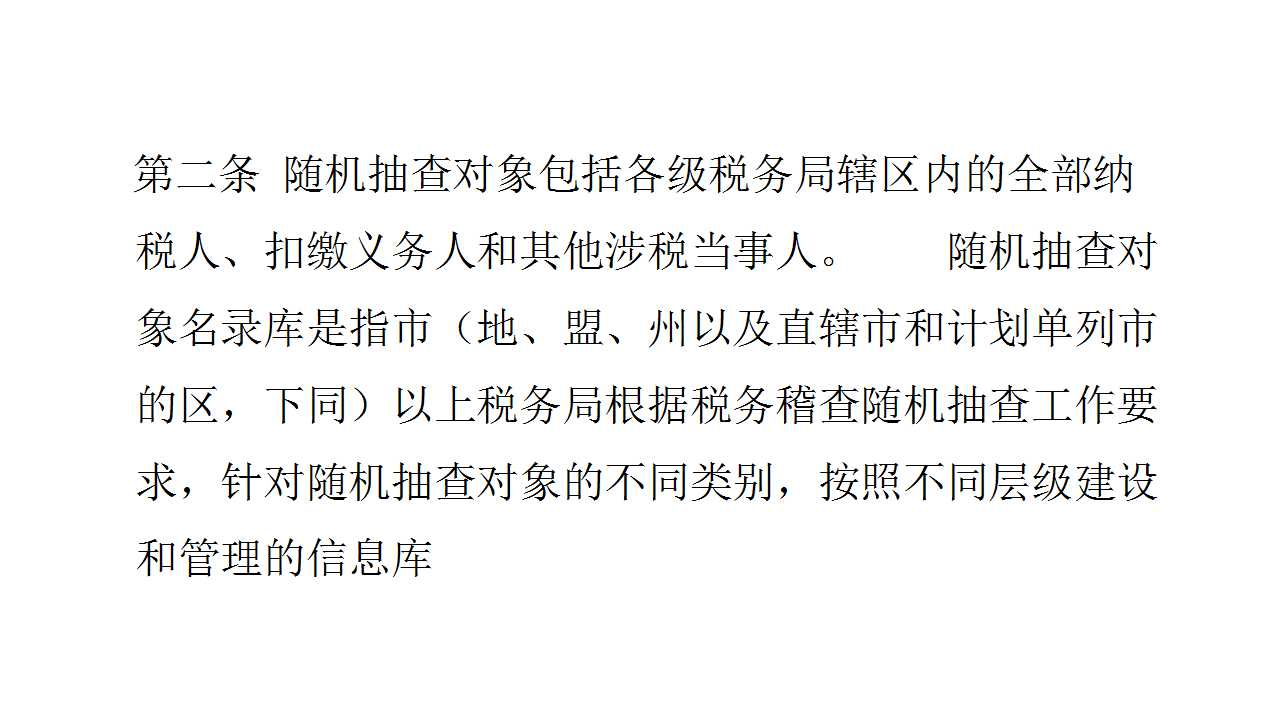 第二条 随机抽查对象包括各级税务局辖区内的全部纳
税人、扣缴义务人和其他涉税当事人。　　随机抽查对
象名录库是指市（地、盟、州以及直辖市和计划单列市
的区，下同）以上税务局根据税务稽查随机抽查工作要
求，针对随机抽查对象的不同类别，按照不同层级建设
和管理的信息库